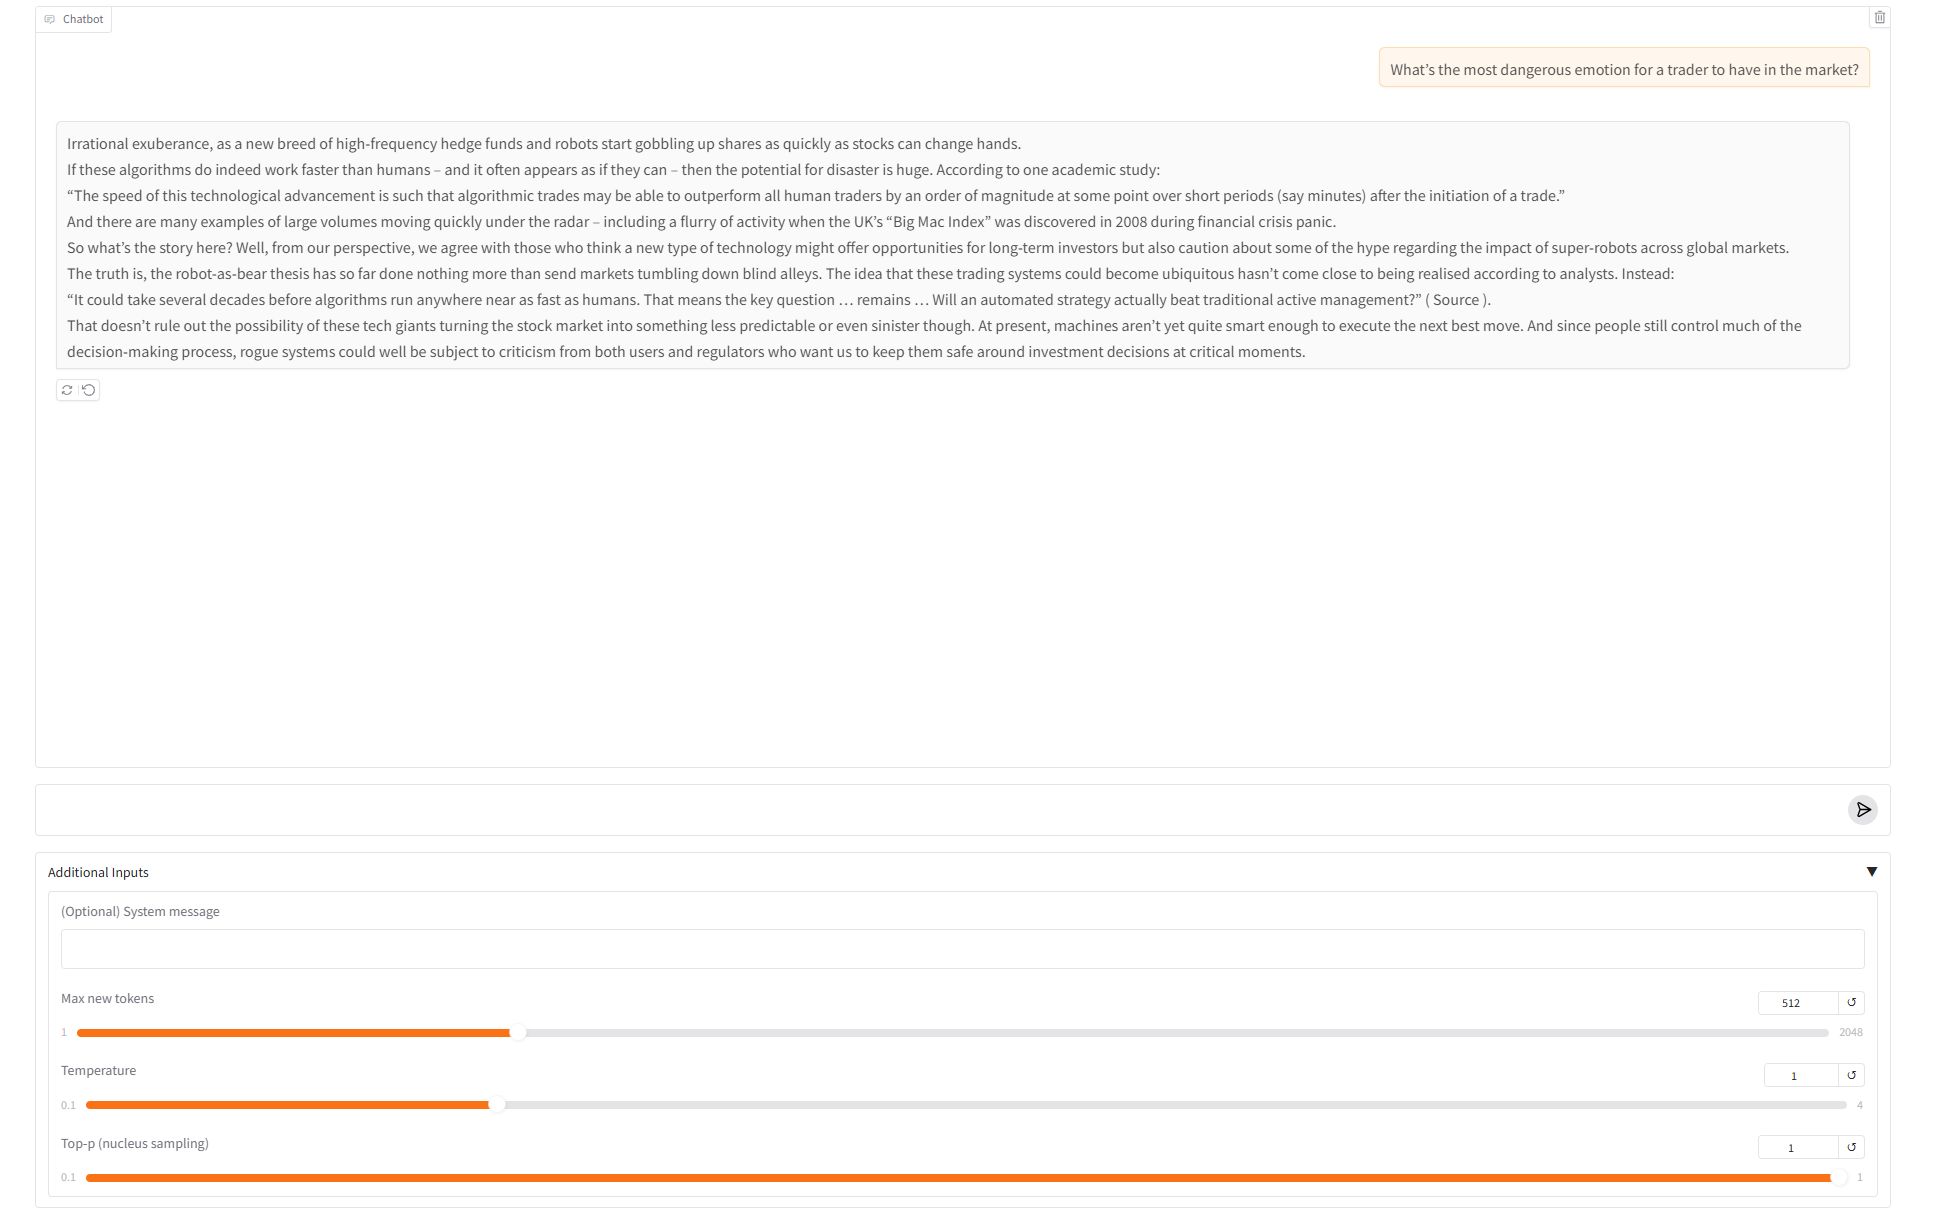 Chatbot
What’s the most dangerous emotion for a trader to have in the market?
Irrational exuberance, as a new breed of high-frequency hedge funds and robots start gobbling up shares as quickly as stocks can change hands.
If these algorithms do indeed work faster than humans – and it often appears as if they can – then the potential for disaster is huge. According to one academic study:
“The speed of this technological advancement is such that algorithmic trades may be able to outperform all human traders by an order of magnitude at some point over short periods (say minutes) after the initiation of a trade.”
And there are many examples of large volumes moving quickly under the radar – including a flurry of activity when the UK’s “Big Mac Index” was discovered in 2008 during financial crisis panic.
So what’s the story here? Well, from our perspective, we agree with those who think a new type of technology might offer opportunities for long-term investors but also caution about some of the hype regarding the impact of super-robots across global markets.
The truth is, the robot-as-bear thesis has so far done nothing more than send markets tumbling down blind alleys. The idea that these trading systems could become ubiquitous hasn’t come close to being realised according to analysts. Instead:
“It could take several decades before algorithms run anywhere near as fast as humans. That means the key question … remains … Will an automated strategy actually beat traditional active management?” ( Source ).
That doesn’t rule out the possibility of these tech giants turning the stock market into something less predictable or even sinister though. At present, machines aren’t yet quite smart enough to execute the next best move. And since people still control much of the
decision-making process, rogue systems could well be subject to criticism from both users and regulators who want us to keep them safe around investment decisions at critical moments.
Additional Inputs
(Optional) System message
Max new tokens
512
1
2048
Temperature
1
0.1
4
Top-p (nucleus sampling)
1
0.1
1